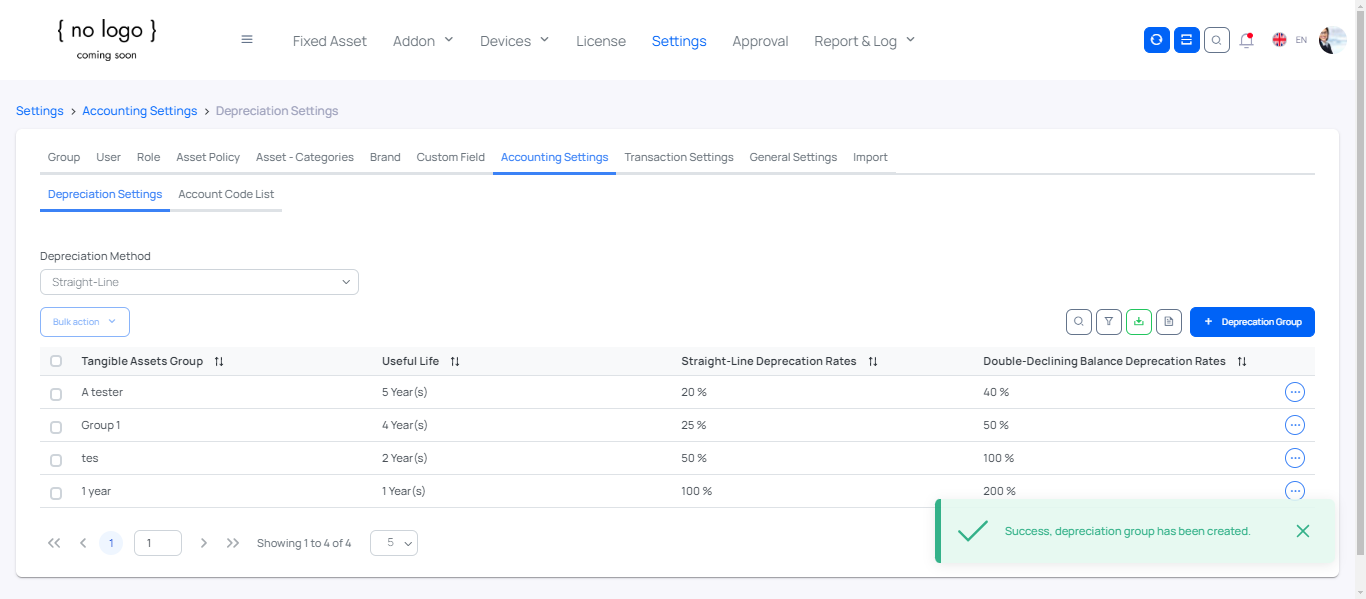 { no logo }
coming soon
Fixed Asset Addon Devices License Settings Approval Report & Log EN
Settings > Accounting Settings > Depreciation Settings
Group User Role Asset Policy Asset - Categories Brand Custom Field Accounting Settings Transaction Settings General Settings Import
Depreciation Settings Account Code List
Depreciation Method
Straight-Line
Bulk action
+ Deprecation Group
Tangible Assets Group Useful Life Straight-Line Deprecation Rates Double-Declining Balance Deprecation Rates
A tester 5 Year(s) 20 % 40 %
Group 1 4 Year(s) 25 % 50 %
tes 2 Year(s) 50 % 100 %
1 year 1 Year(s) 100 % 200 %
Success, depreciation group has been created.
1 1 Showing 1 to 4 of 4 5